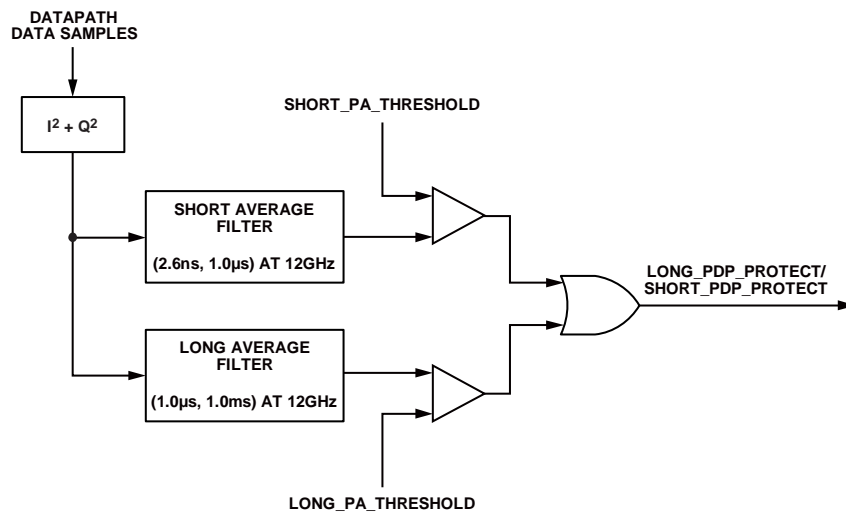 DATAPATH
DATA SAMPLES
I² + Q²
SHORT_PA_THRESHOLD
SHORT AVERAGE
FILTER
(2.6ns, 1.0µs) AT 12GHz
LONG_PDP_PROTECT/
SHORT_PDP_PROTECT
LONG AVERAGE
FILTER
(1.0µs, 1.0ms) AT 12GHz
LONG_PA_THRESHOLD